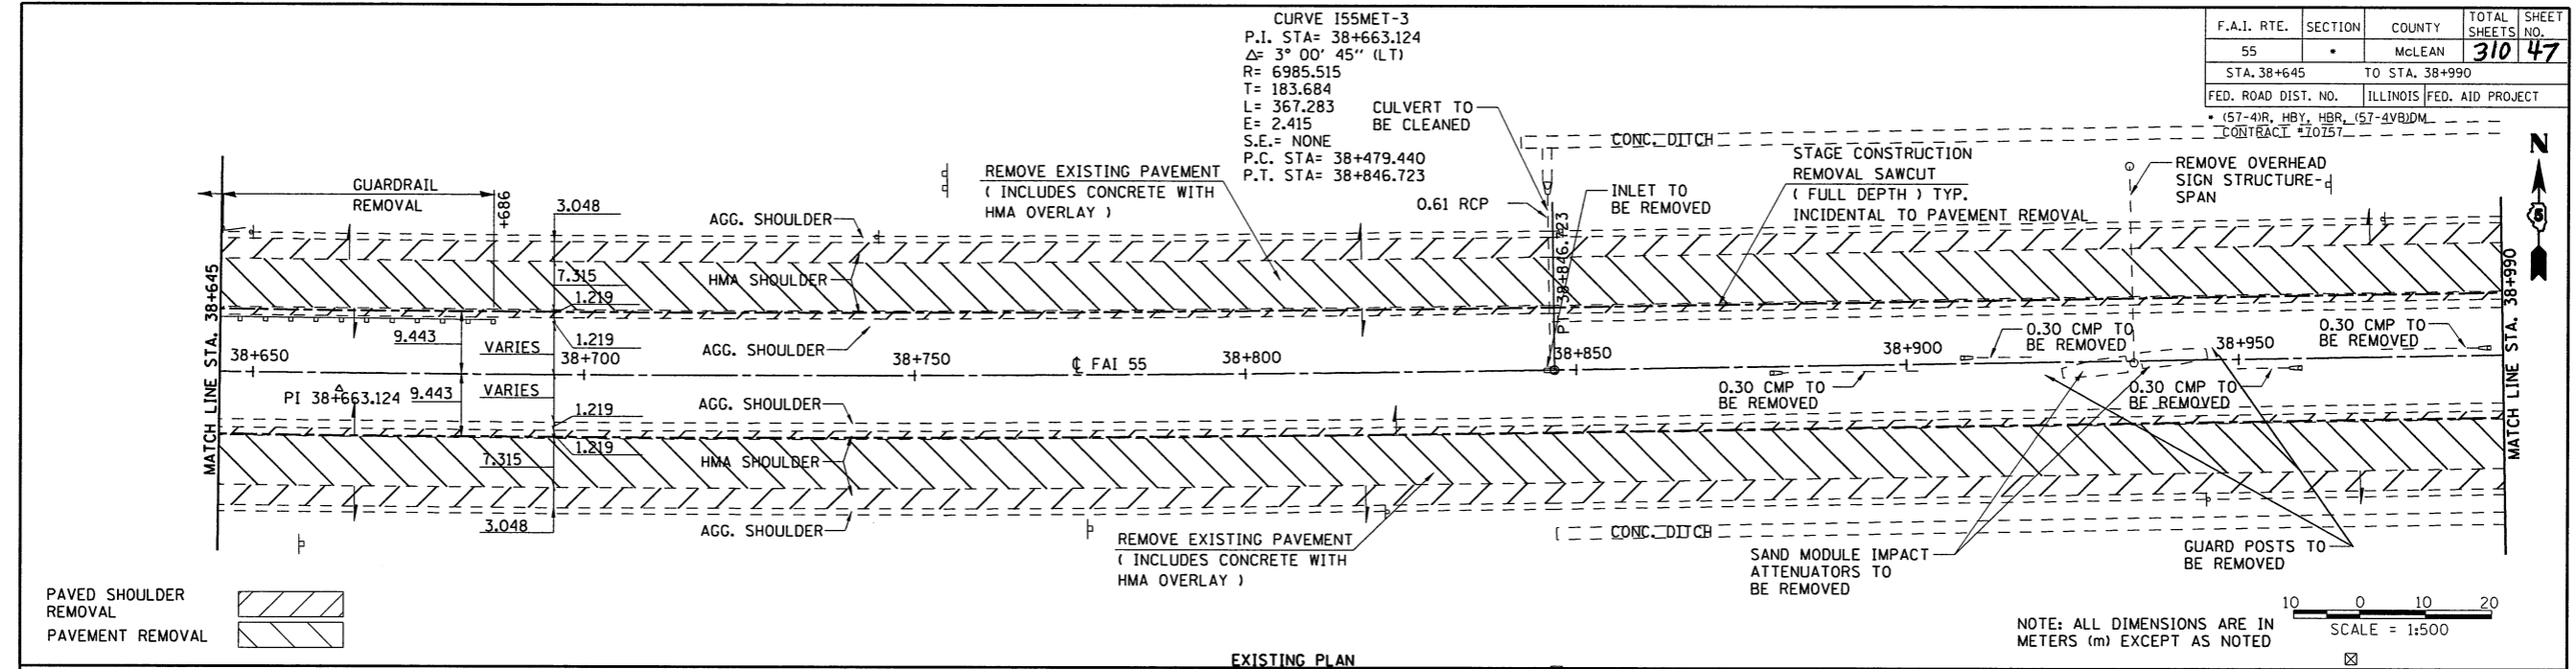 CURVE I55MET-3
P.I. STA= 38+663.124
Δ= 3° 00' 45'' (LT)
R= 6985.515
T= 183.684
L= 367.283
E= 2.415
S.E.= NONE
P.C. STA= 38+479.440
P.T. STA= 38+846.723
F.A.I. RTE.
SECTION
COUNTY
TOTAL SHEETS
SHEET NO.
55
*
McLEAN
310
47
STA. 38+645 TO STA. 38+990
FED. ROAD DIST. NO.
ILLINOIS
FED. AID PROJECT
* (57-4)R, HBY, HBR, (57-4VB)DM
CONTRACT #70757
N
5
CULVERT TO
BE CLEANED
CONC. DITCH
GUARDRAIL
REMOVAL
+686
3.048
AGG. SHOULDER
REMOVE EXISTING PAVEMENT
( INCLUDES CONCRETE WITH
HMA OVERLAY )
0.61 RCP
INLET TO
BE REMOVED
STAGE CONSTRUCTION
REMOVAL SAWCUT
( FULL DEPTH ) TYP.
INCIDENTAL TO PAVEMENT REMOVAL
REMOVE OVERHEAD
SIGN STRUCTURE-
SPAN
MATCH LINE STA. 38+645
7.315
HMA SHOULDER
1.219
PT 38+846.723
MATCH LINE STA. 38+990
9.443
VARIES
1.219
AGG. SHOULDER
0.30 CMP TO
BE REMOVED
0.30 CMP TO
BE REMOVED
38+650
38+700
38+750
℄ FAI 55
38+800
38+850
38+900
38+950
PI 38+663.124
9.443
VARIES
1.219
AGG. SHOULDER
0.30 CMP TO
BE REMOVED
0.30 CMP TO
BE REMOVED
1.219
7.315
HMA SHOULDER
3.048
AGG. SHOULDER
REMOVE EXISTING PAVEMENT
( INCLUDES CONCRETE WITH
HMA OVERLAY )
CONC. DITCH
SAND MODULE IMPACT
ATTENUATORS TO
BE REMOVED
GUARD POSTS TO
BE REMOVED
PAVED SHOULDER
REMOVAL
PAVEMENT REMOVAL
NOTE: ALL DIMENSIONS ARE IN
METERS (m) EXCEPT AS NOTED
10 0 10 20
SCALE = 1:500
EXISTING PLAN